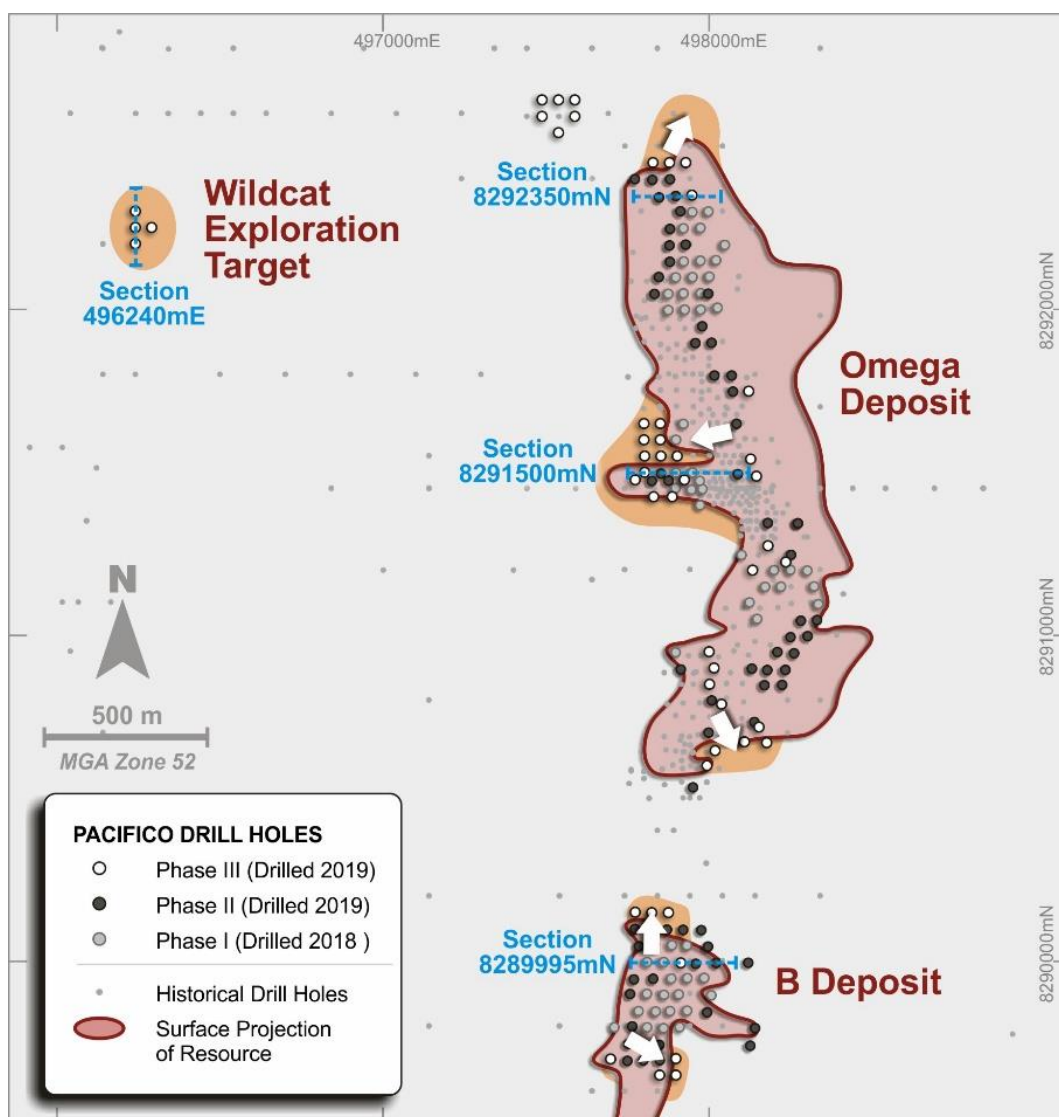 497000mE
498000mE
Section
8292350mN
Wildcat
Exploration
Target
Section
496240mE
8292000mN
Omega
Deposit
Section
8291500mN
N
8291000mN
500 m
MGA Zone 52
PACIFICO DRILL HOLES
Phase III (Drilled 2019)
Phase II (Drilled 2019)
Phase I (Drilled 2018 )
Historical Drill Holes
Surface Projection
of Resource
Section
8289995mN
B Deposit
8290000mN